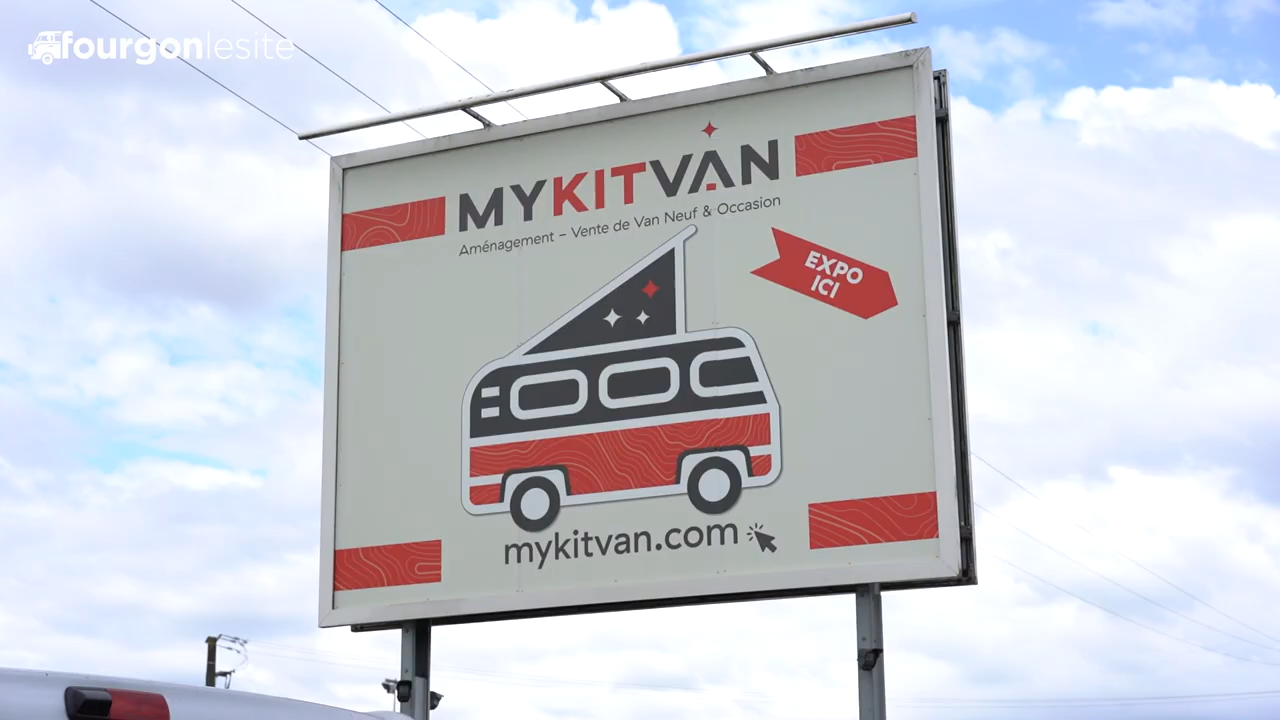 fourgonlesite
MYKITVAN
Aménagement – Vente de Van Neuf & Occasion
EXPO
ICI
mykitvan.com